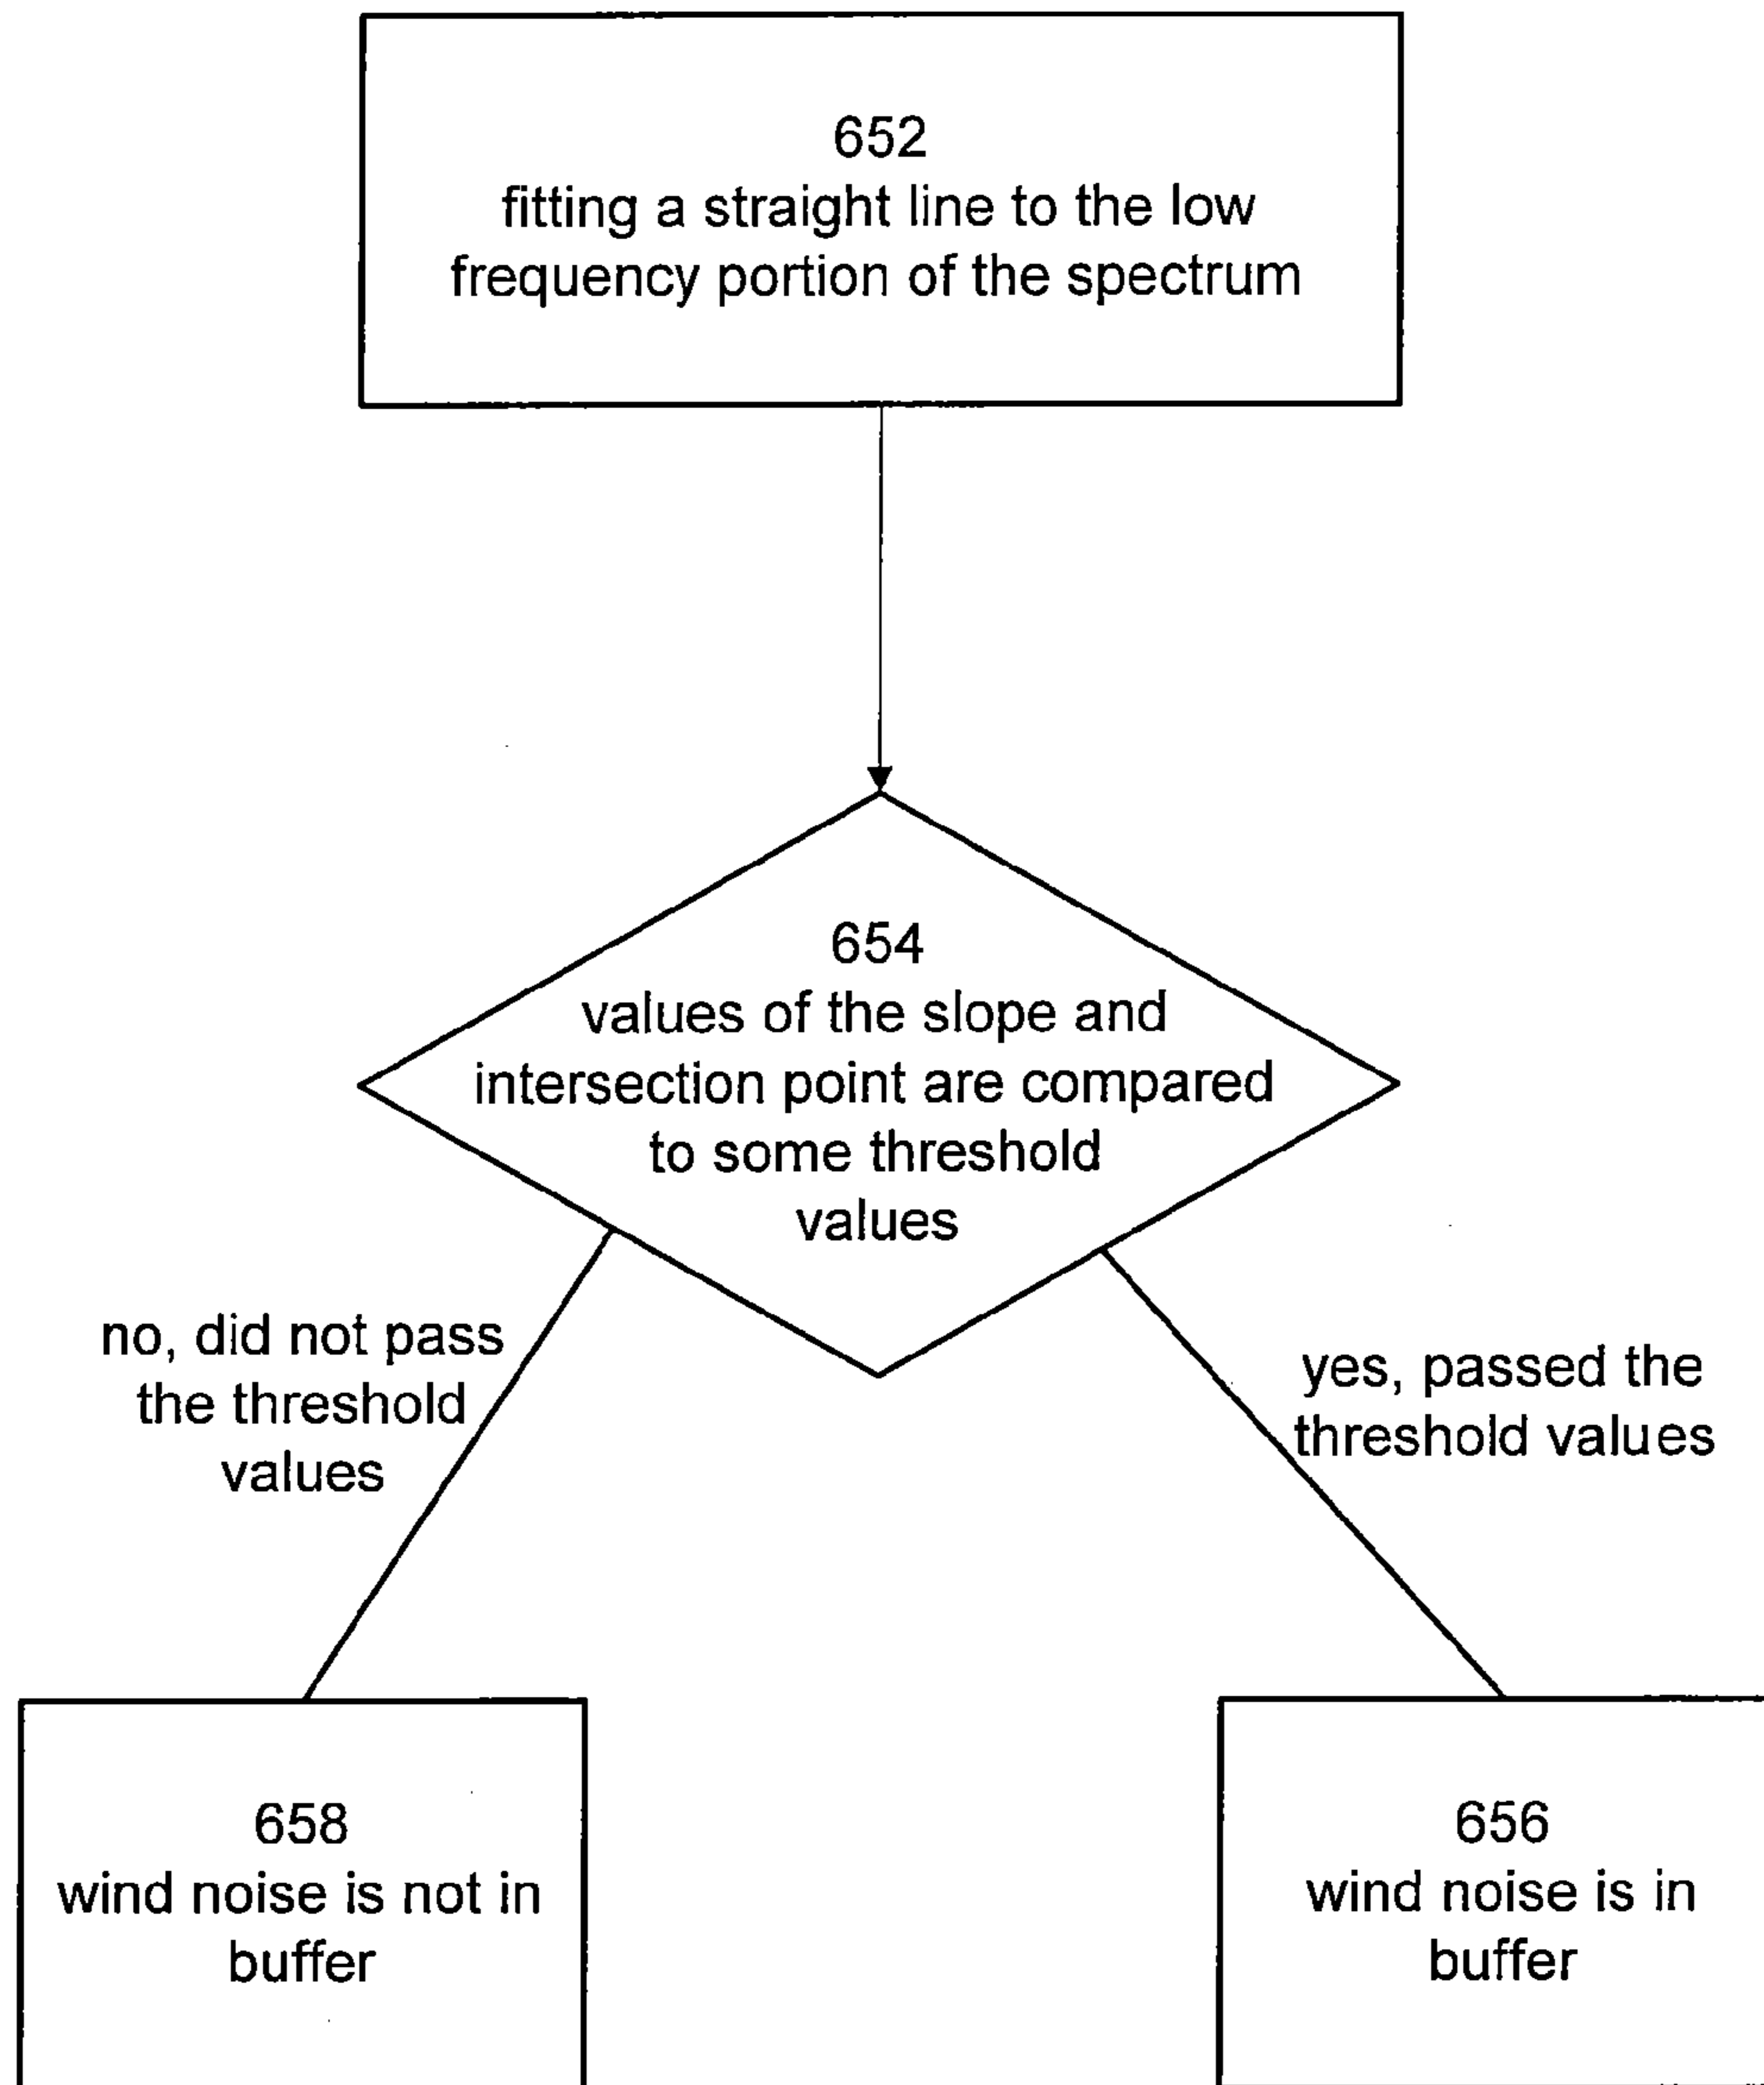 652
fitting a straight line to the low
frequency portion of the spectrum
654
values of the slope and
intersection point are compared
to some threshold
values
no, did not pass
the threshold
values
yes, passed the
threshold values
658
wind noise is not in
buffer
656
wind noise is in
buffer